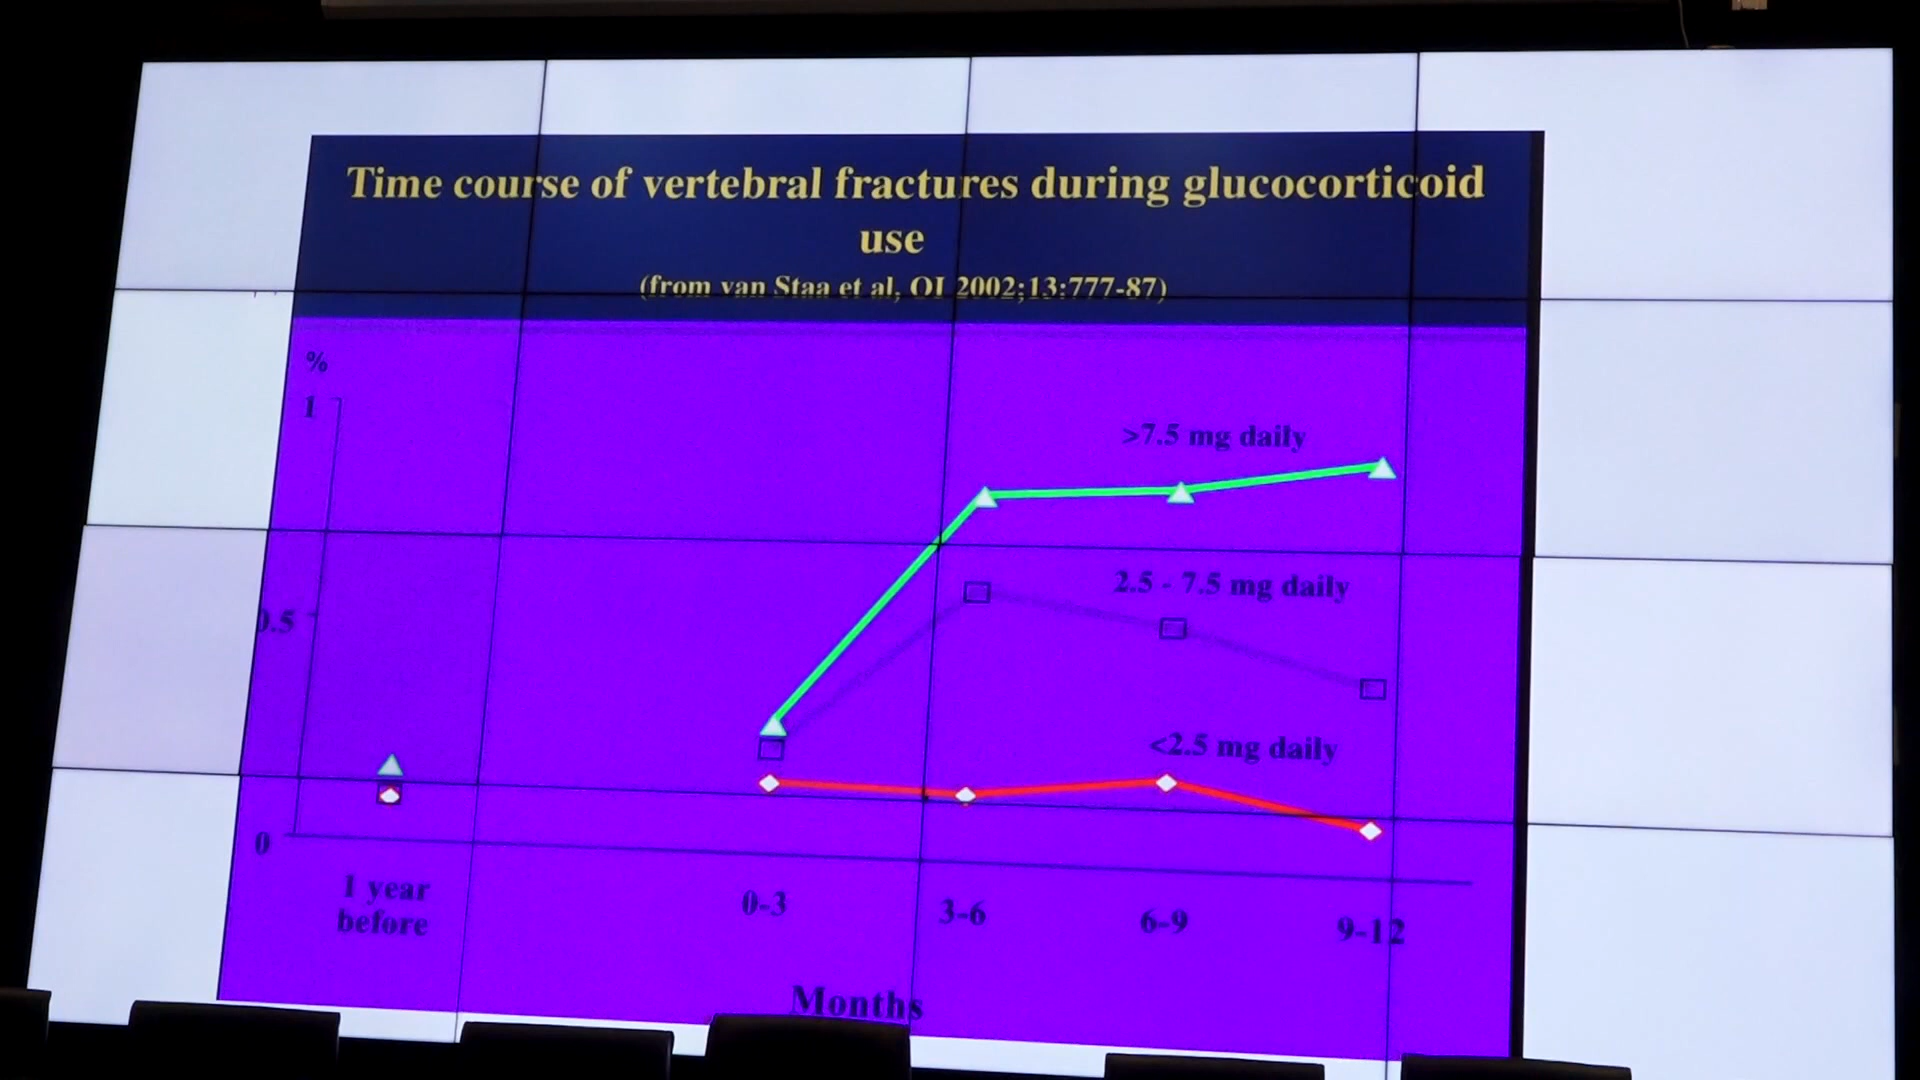 Time course of vertebral fractures during glucocorticoid
use
(from van Staa et al, OI 2002;13:777-87)
%
1
>7.5 mg daily
2.5 - 7.5 mg daily
0.5
<2.5 mg daily
0
1 year
before
0-3
3-6
6-9
9-12
Months